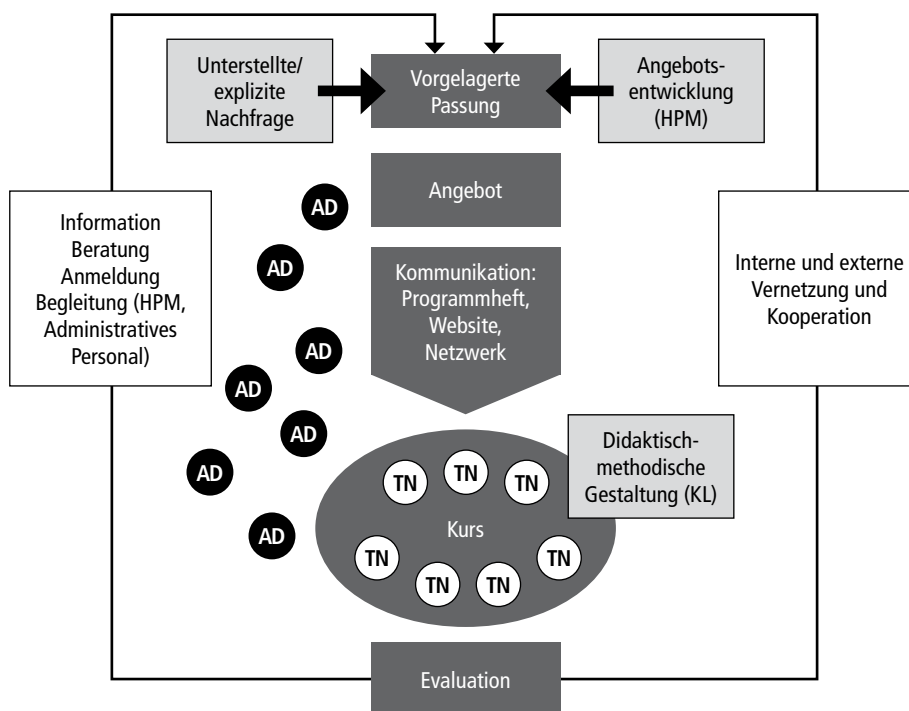 Unterstellte/
explizite
Nachfrage
Vorgelagerte
Passung
Angebots-
entwicklung
(HPM)
Angebot
AD
AD
Information
Beratung
Anmeldung
Begleitung (HPM,
Administratives
Personal)
Kommunikation:
Programmheft,
Website,
Netzwerk
Interne und externe
Vernetzung und
Kooperation
AD
AD
AD
AD
AD
Didaktisch-
methodische
Gestaltung (KL)
TN
TN
TN
Kurs
TN
TN
TN
TN
Evaluation